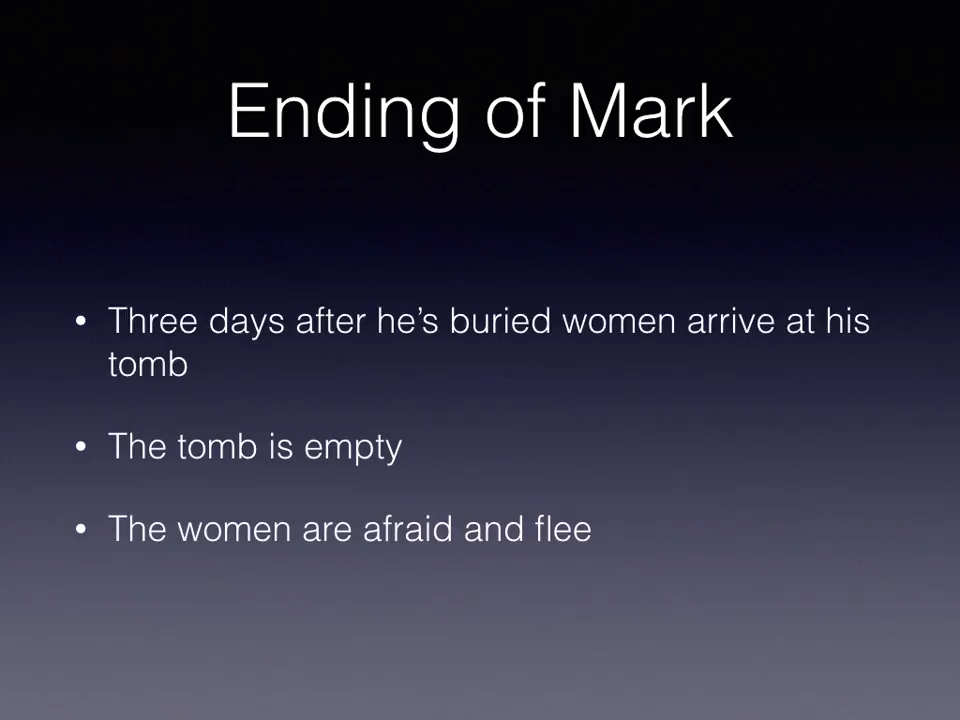 Ending of Mark
• Three days after he’s buried women arrive at his
tomb
• The tomb is empty
• The women are afraid and flee